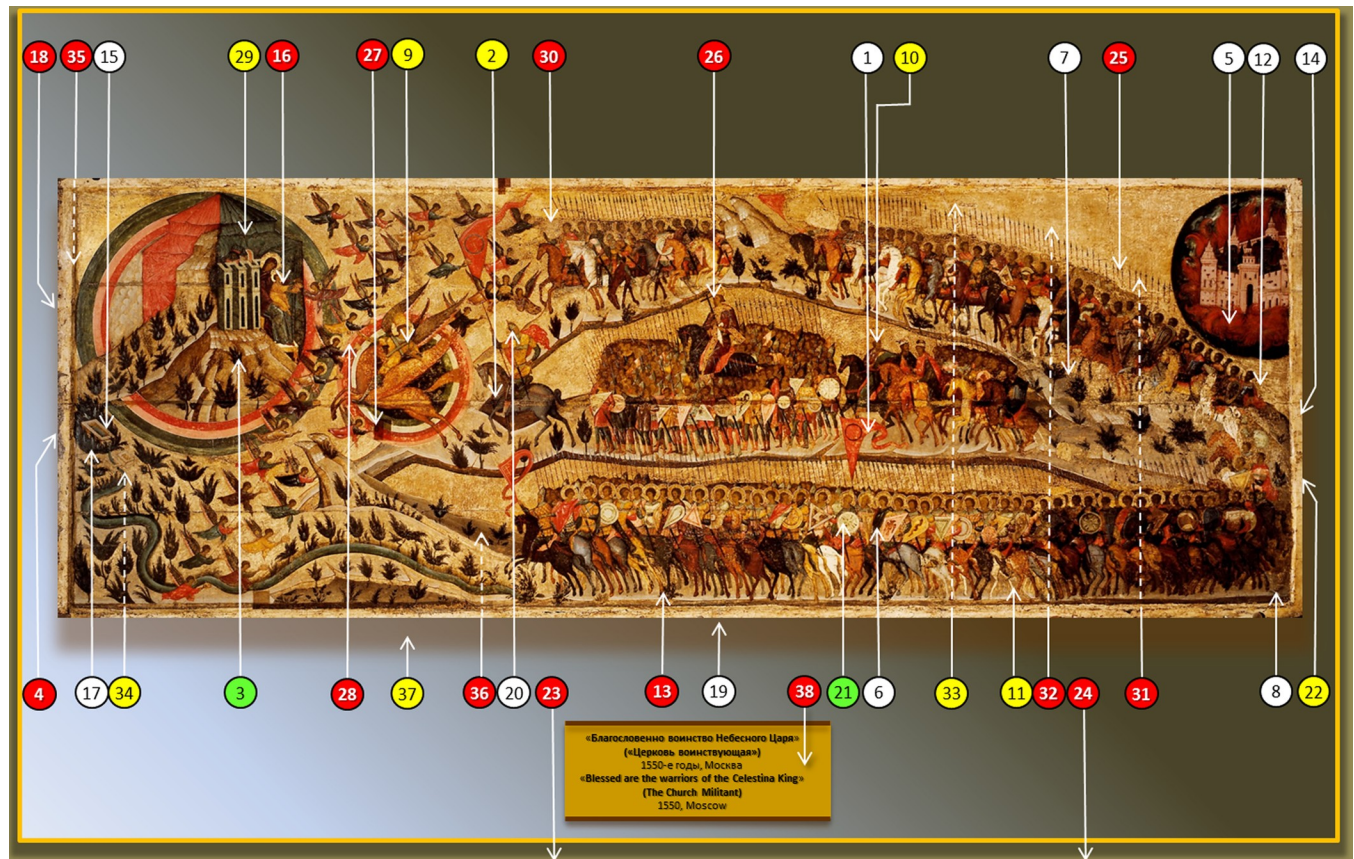 18 35 15 29 16 27 9 2 30 26 1 10 7 25 5 12 14
4 17 34 3 28 37 36 20 23 13 19 38 21 6 33 11 32 24 31 8 22
«Благословенно воинство Небесного Царя»
(«Церковь воинствующая»)
1550-е годы, Москва
«Blessed are the warriors of the Celestina King»
(The Church Militant)
1550, Moscow